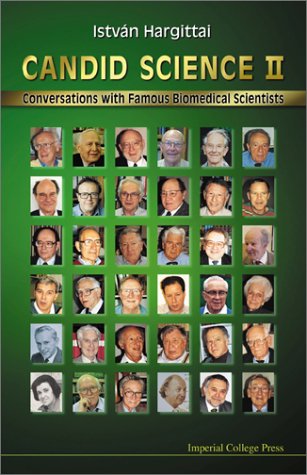 István Hargittai
CANDID SCIENCE II
Conversations with Famous Biomedical Scientists
Imperial College Press